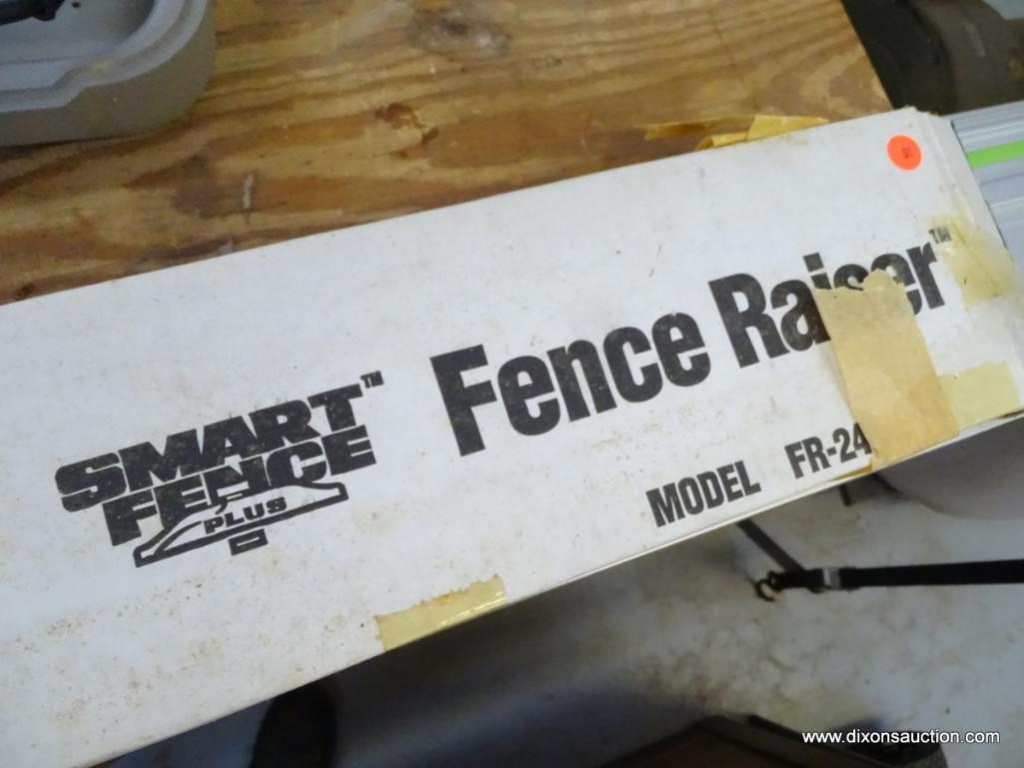 SMART™
FENCE
PLUS
Fence Raiser™
MODEL FR-24
www.dixonsauction.com